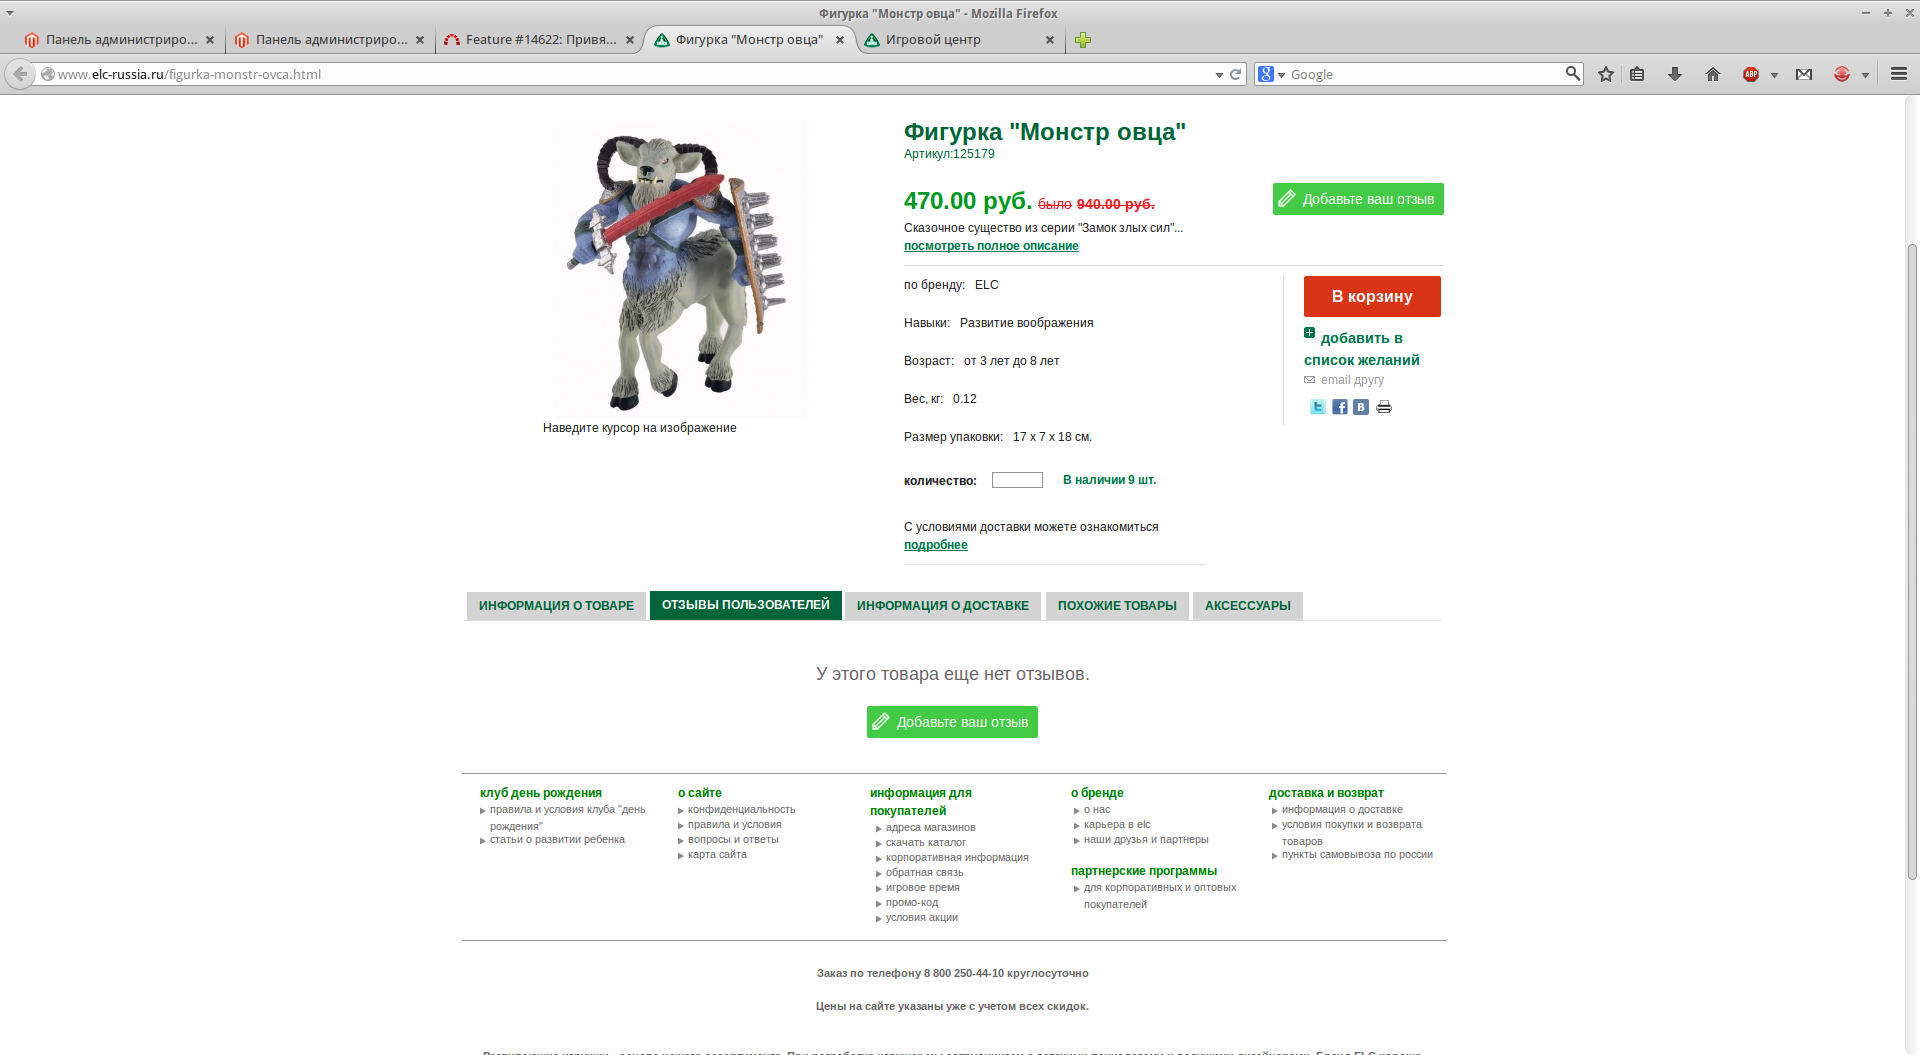 Фигурка "Монстр овца" - Mozilla Firefox
Панель администриро...
Панель администриро...
Feature #14622: Привя...
Фигурка "Монстр овца"
Игровой центр
www.elc-russia.ru/figurka-monstr-ovca.html
Google
ABP
Фигурка "Монстр овца"
Артикул:125179
470.00 руб. было 940.00 руб.
Добавьте ваш отзыв
Сказочное существо из серии "Замок злых сил"...
посмотреть полное описание
по бренду: ELC
Навыки: Развитие воображения
Возраст: от 3 лет до 8 лет
Вес, кг: 0.12
Размер упаковки: 17 x 7 x 18 см.
количество:
В наличии 9 шт.
С условиями доставки можете ознакомиться
подробнее
В корзину
добавить в
список желаний
email другу
Наведите курсор на изображение
ИНФОРМАЦИЯ О ТОВАРЕ
ОТЗЫВЫ ПОЛЬЗОВАТЕЛЕЙ
ИНФОРМАЦИЯ О ДОСТАВКЕ
ПОХОЖИЕ ТОВАРЫ
АКСЕССУАРЫ
У этого товара еще нет отзывов.
Добавьте ваш отзыв
клуб день рождения
правила и условия клуба "день
рождения"
статьи о развитии ребенка
о сайте
конфиденциальность
правила и условия
вопросы и ответы
карта сайта
информация для
покупателей
адреса магазинов
скачать каталог
корпоративная информация
обратная связь
игровое время
промо-код
условия акции
о бренде
о нас
карьера в elc
наши друзья и партнеры
партнерские программы
для корпоративных и оптовых
покупателей
доставка и возврат
информация о доставке
условия покупки и возврата
товаров
пункты самовывоза по россии
Заказ по телефону 8 800 250-44-10 круглосуточно
Цены на сайте указаны уже с учетом всех скидок.